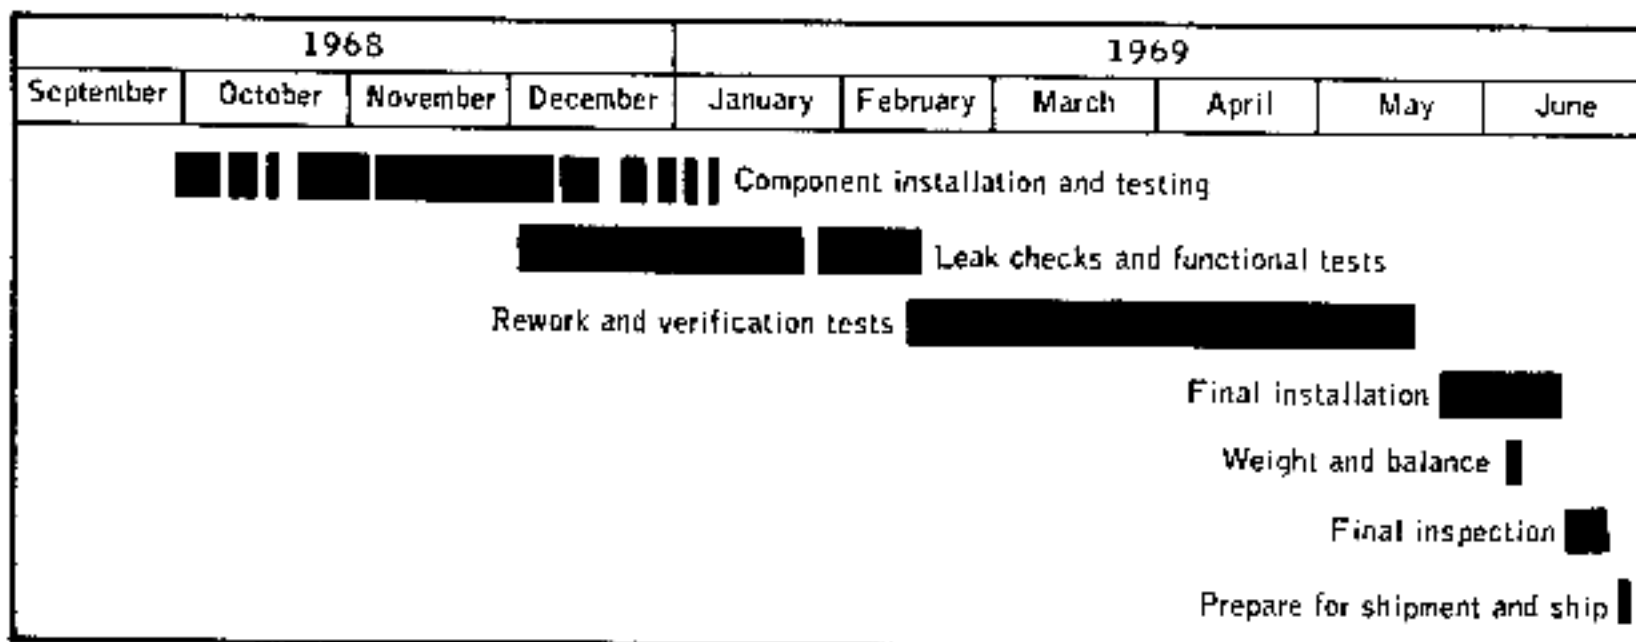 1968 1969
September October November December January February March April May June
Component installation and testing
Leak checks and functional tests
Rework and verification tests
Final installation
Weight and balance
Final inspection
Prepare for shipment and ship